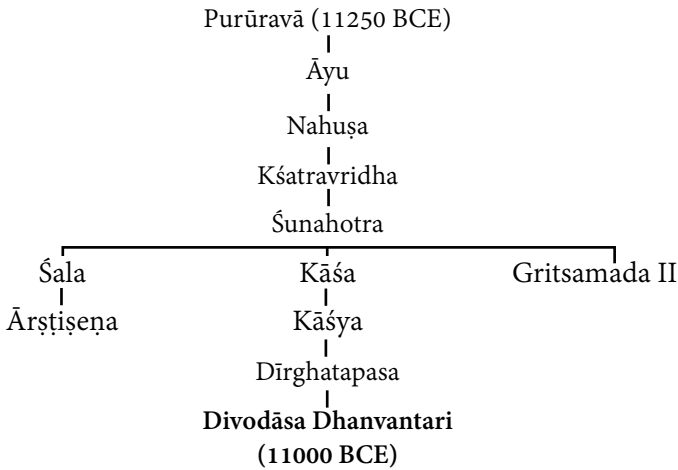 Purūravā (11250 BCE)
Āyu
Nahuṣa
Kśatravridha
Śunahotra
Śala Kāśa Gritsamada II
Ārṣṭiṣeṇa Kāśya
Dīrghatapasa
Divodāsa Dhanvantari
(11000 BCE)